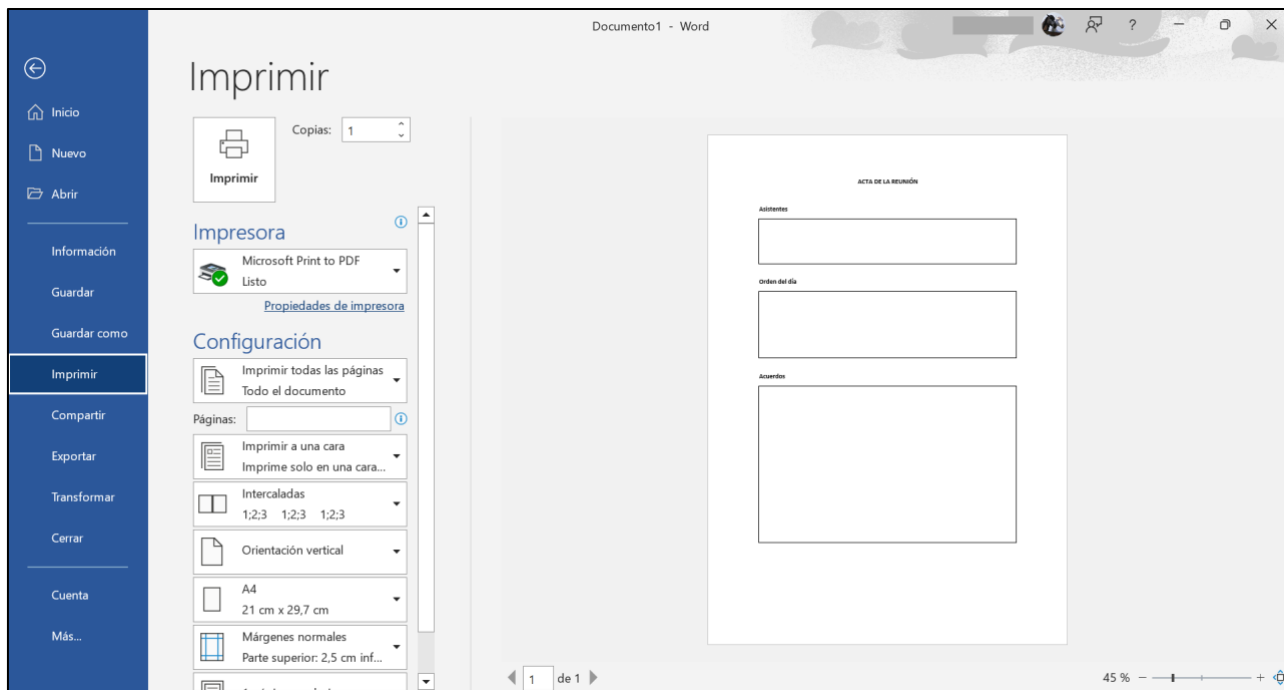 Documento1 - Word
?
Imprimir
Inicio
Nuevo
Abrir
Información
Guardar
Guardar como
Imprimir
Compartir
Exportar
Transformar
Cerrar
Cuenta
Más...
Copias: 1
Imprimir
Impresora
Microsoft Print to PDF
Listo
Propiedades de impresora
Configuración
Imprimir todas las páginas
Todo el documento
Páginas:
Imprimir a una cara
Imprime solo en una cara...
Intercaladas
1;2;3 1;2;3 1;2;3
Orientación vertical
A4
21 cm x 29,7 cm
Márgenes normales
Parte superior: 2,5 cm inf...
ACTA DE LA REUNIÓN
Asistentes
Orden del día
Acuerdos
1 de 1
45 %